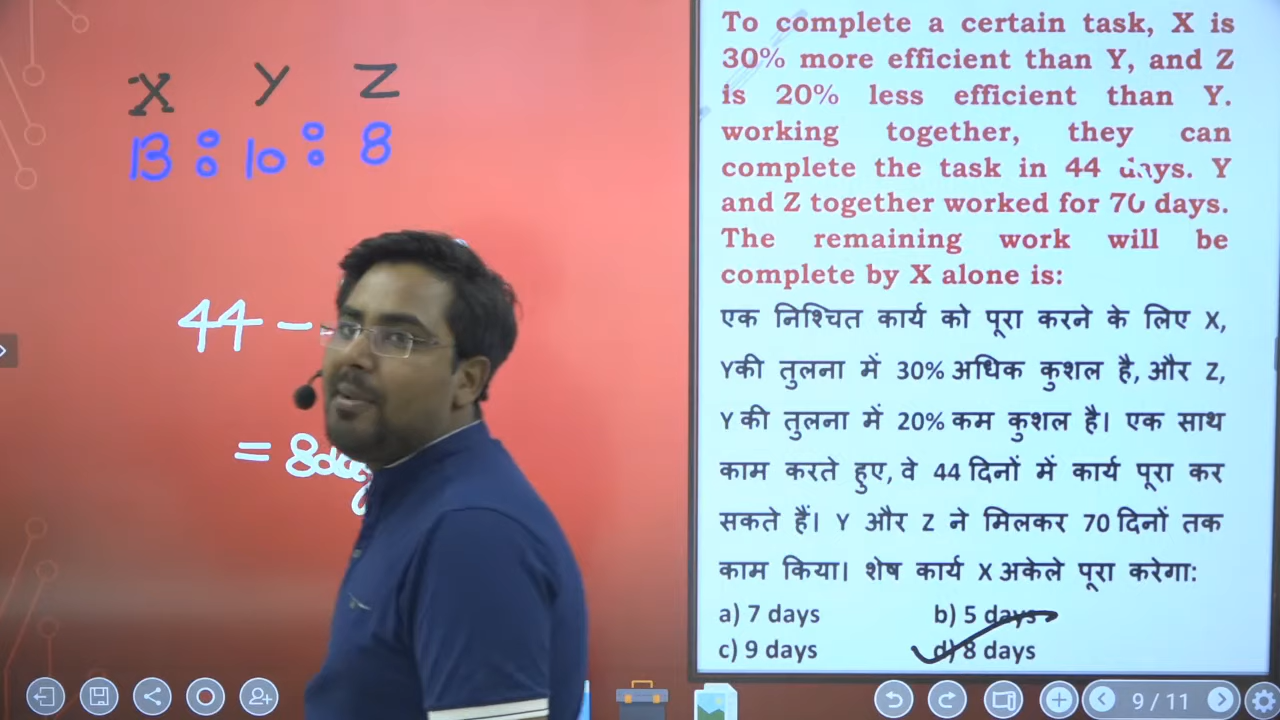 X Y Z
13 : 10 : 8
44 -
= 8days
To complete a certain task, X is
30% more efficient than Y, and Z
is 20% less efficient than Y.
working together, they can
complete the task in 44 days. Y
and Z together worked for 70 days.
The remaining work will be
complete by X alone is:
एक निश्चित कार्य को पूरा करने के लिए X,
Yकी तुलना में 30% अधिक कुशल है, और Z,
Y की तुलना में 20% कम कुशल है। एक साथ
काम करते हुए, वे 44 दिनों में कार्य पूरा कर
सकते हैं। Y और Z ने मिलकर 70 दिनों तक
काम किया। शेष कार्य X अकेले पूरा करेगा:
a) 7 days b) 5 days
c) 9 days d) 8 days
9 / 11